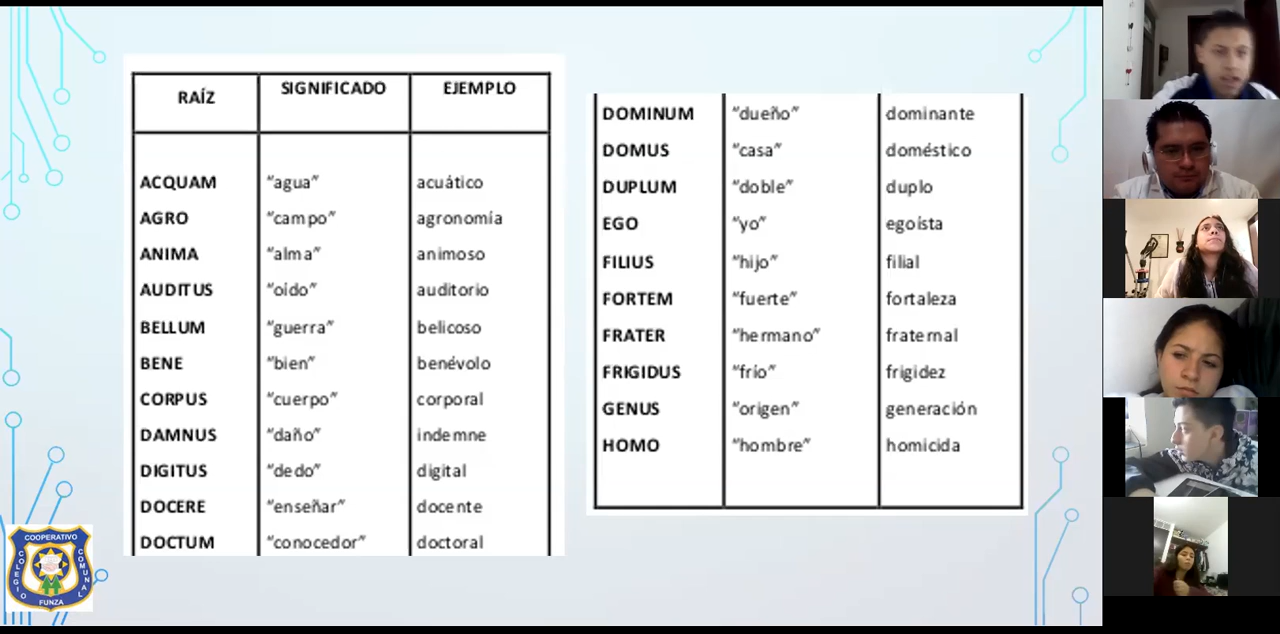 RAÍZ SIGNIFICADO EJEMPLO
ACQUAM "agua" acuático
AGRO "campo" agronomía
ANIMA "alma" animoso
AUDITUS "oído" auditorio
BELLUM "guerra" belicoso
BENE "bien" benévolo
CORPUS "cuerpo" corporal
DAMNUS "daño" indemne
DIGITUS "dedo" digital
DOCERE "enseñar" docente
DOCTUM "conocedor" doctoral
DOMINUM "dueño" dominante
DOMUS "casa" doméstico
DUPLUM "doble" duplo
EGO "yo" egoísta
FILIUS "hijo" filial
FORTEM "fuerte" fortaleza
FRATER "hermano" fraternal
FRIGIDUS "frío" frigidez
GENUS "origen" generación
HOMO "hombre" homicida
COOPERATIVO
COLEGIO
COMUNAL
FUNZA